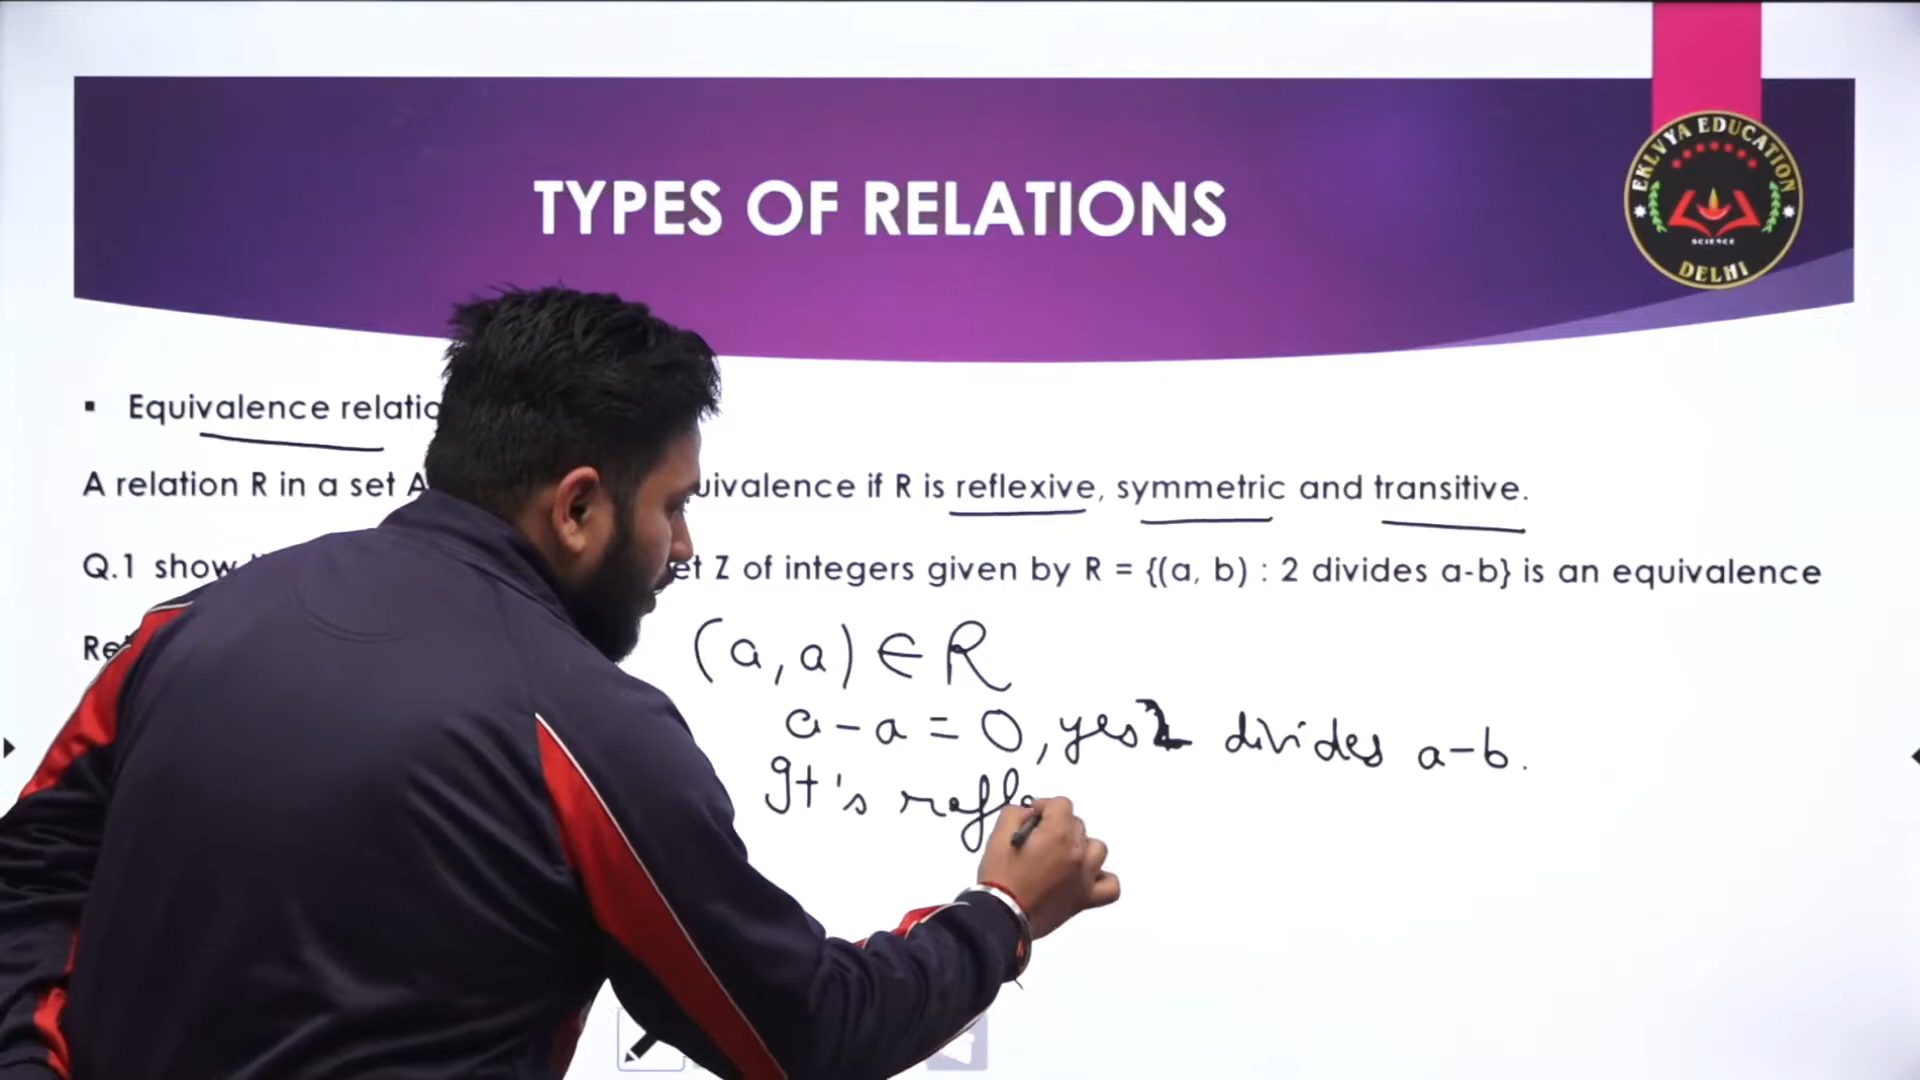 EKLVYA EDUCATION
SCIENCE
DELHI
TYPES OF RELATIONS
▪ Equivalence relatio
A relation R in a set A uivalence if R is reflexive, symmetric and transitive.
Q.1 show et Z of integers given by R = {(a, b) : 2 divides a-b} is an equivalence
Re
(a, a) ∈ R
a - a = 0, yes 2 divides a-b.
It's refle